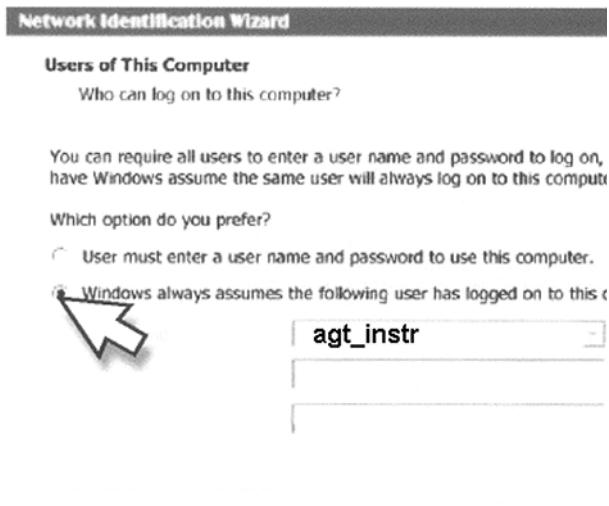 Network Identification Wizard
Users of This Computer
Who can log on to this computer?
You can require all users to enter a user name and password to log on,
have Windows assume the same user will always log on to this compute
Which option do you prefer?
User must enter a user name and password to use this computer.
Windows always assumes the following user has logged on to this c
agt_instr